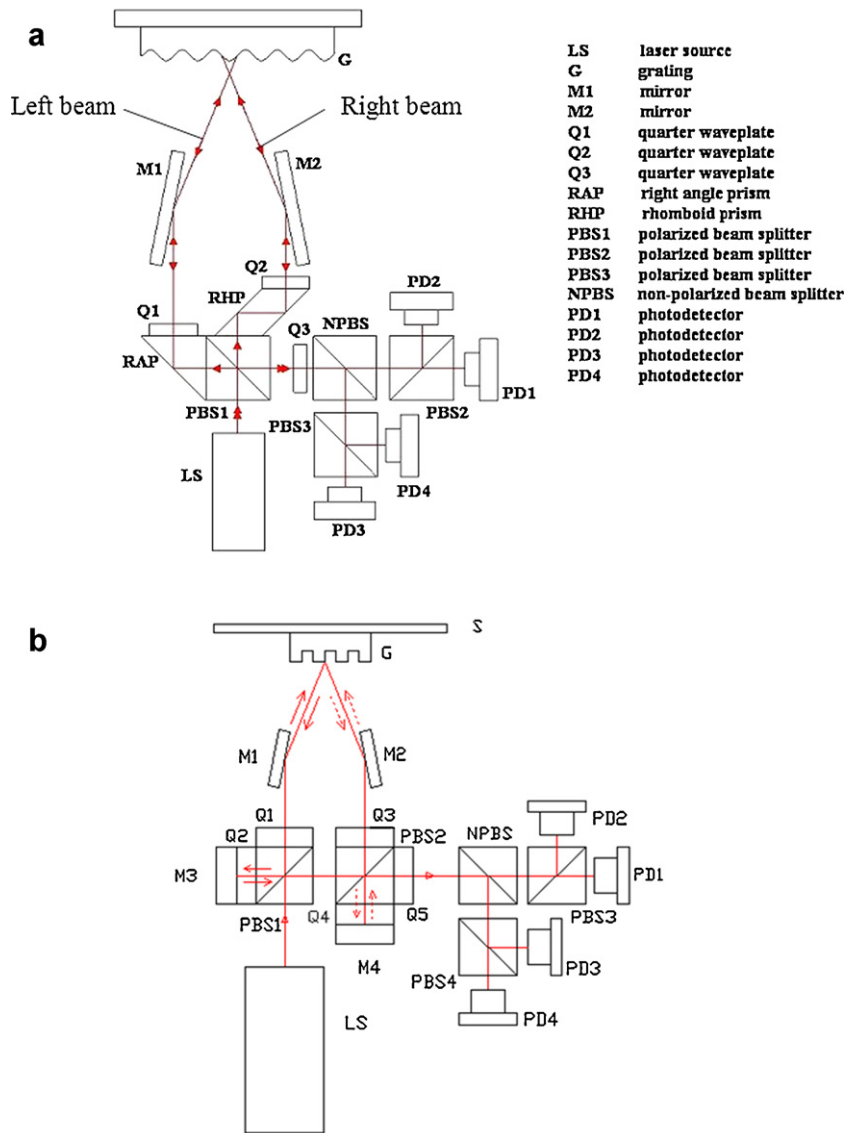 a
G
Left beam
Right beam
M1
M2
Q2
PD2
RHP
Q1
Q3
NPBS
RAP
PD1
PBS1
PBS2
PBS3
LS
PD4
PD3
LS laser source
G grating
M1 mirror
M2 mirror
Q1 quarter waveplate
Q2 quarter waveplate
Q3 quarter waveplate
RAP right angle prism
RHP rhomboid prism
PBS1 polarized beam splitter
PBS2 polarized beam splitter
PBS3 polarized beam splitter
NPBS non-polarized beam splitter
PD1 photodetector
PD2 photodetector
PD3 photodetector
PD4 photodetector
b
S
G
M1
M2
Q1
Q3
PD2
Q2
PBS2
NPBS
M3
PD1
PBS1
Q4
Q5
PBS3
M4
PD3
PBS4
LS
PD4